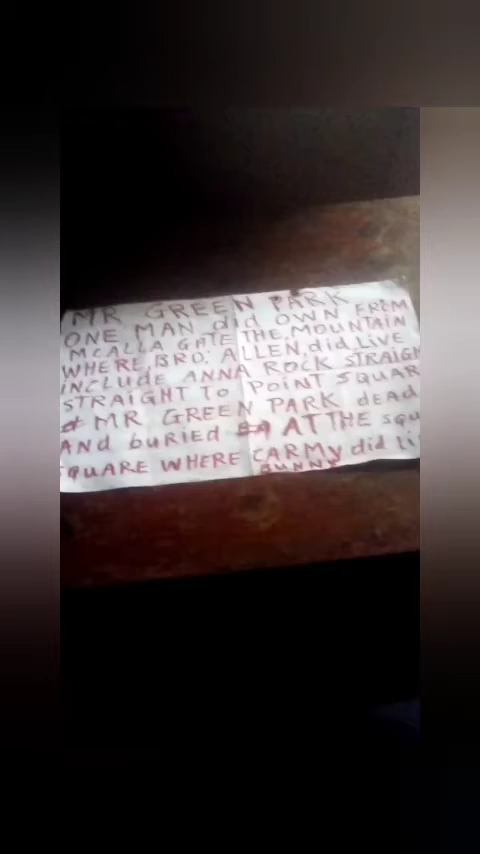 MR GREEN PARK
ONE MAN did OWN FROM
McALLA GATE THE, MOUNTAIN
WHERE, BRO: ALLEN, did LIVE
INCLUDE ANNA ROCK STRAIGH
STRAIGHT TO POINT SQUAR
MR GREEN PARK dead
AND buried AT THE squ
SQUARE WHERE CARMY did li
BUNNY